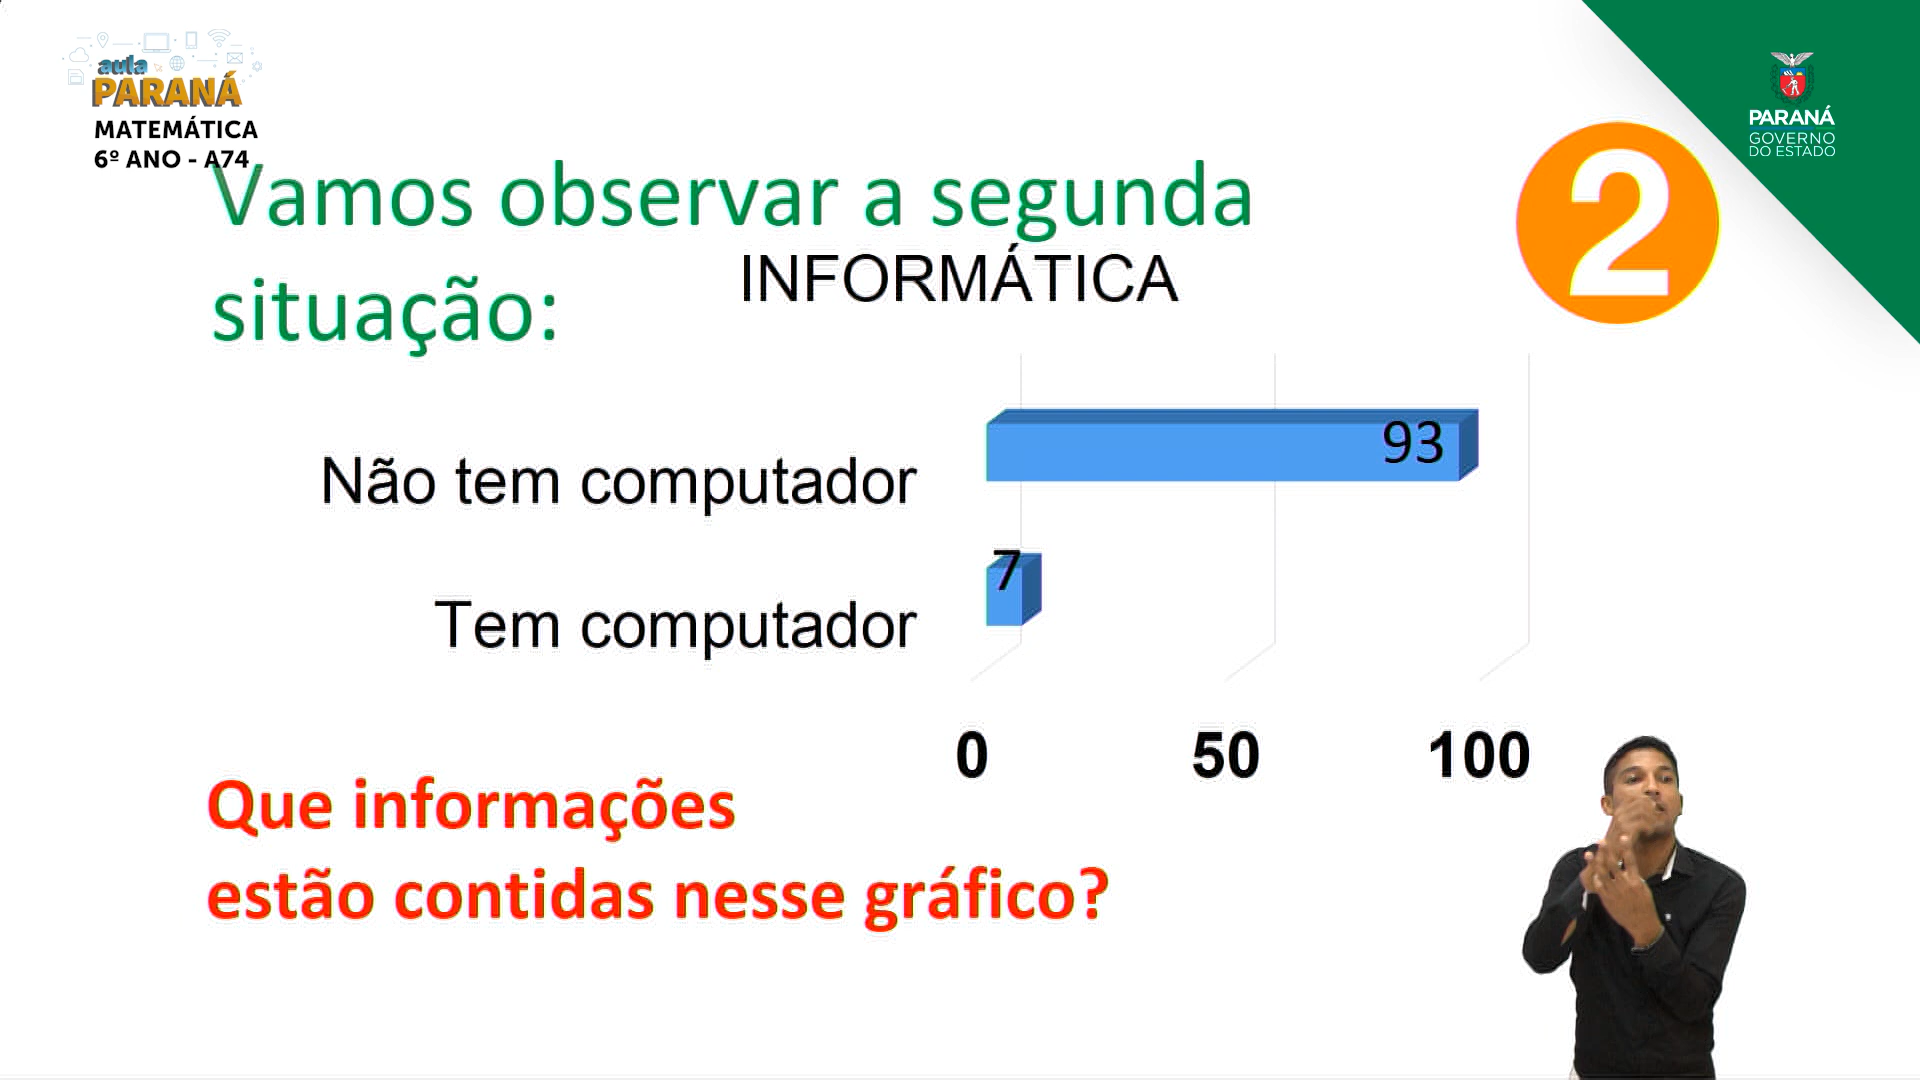 aula
PARANÁ
MATEMÁTICA
6º ANO - A74
PARANÁ
GOVERNO
DO ESTADO
Vamos observar a segunda
situação:
2
INFORMÁTICA
Não tem computador
93
Tem computador
7
0 50 100
Que informações
estão contidas nesse gráfico?